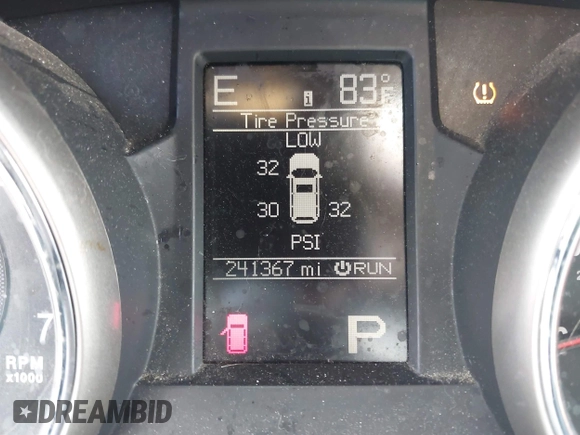 E i 83°F
Tire Pressure
LOW
32
30 32
PSI
241367 mi RUN
P
7
RPM
x1000
DREAMBID